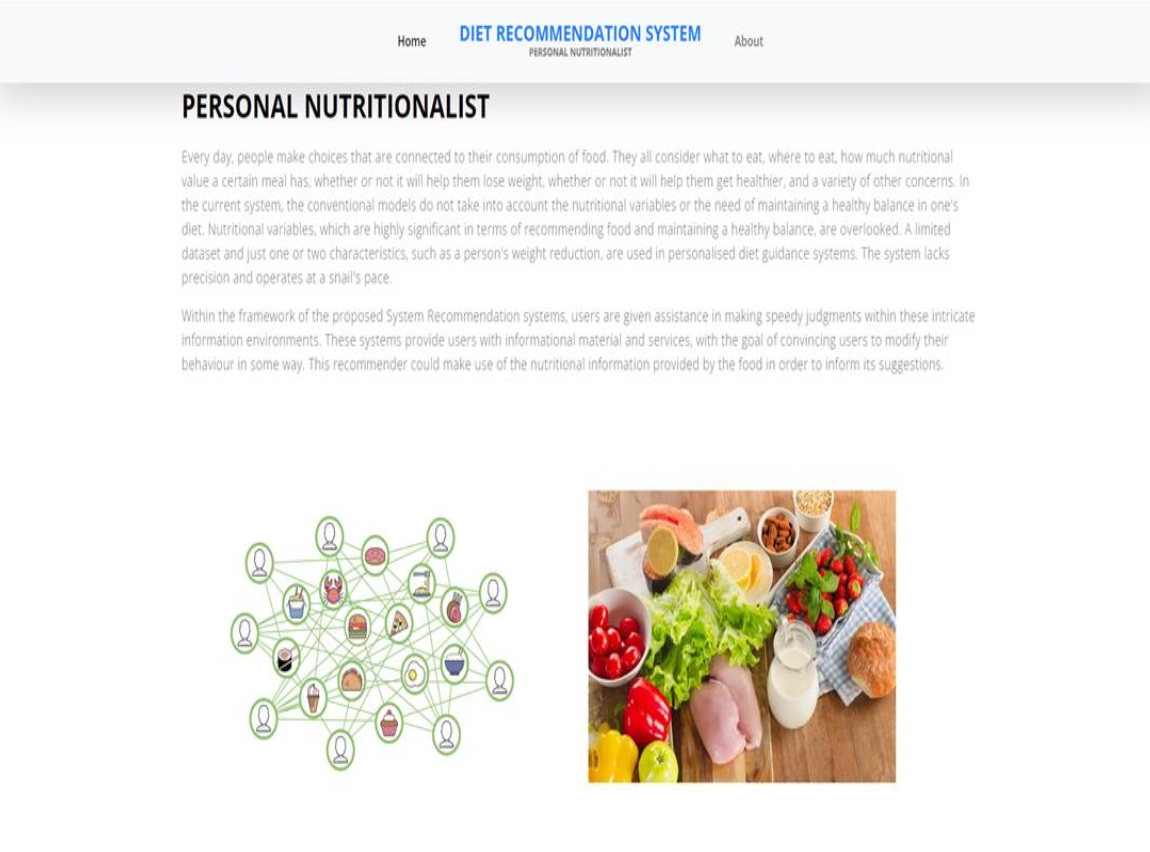 Home
DIET RECOMMENDATION SYSTEM
PERSONAL NUTRITIONALIST
About
PERSONAL NUTRITIONALIST
Every day, people make choices that are connected to their consumption of food. They all consider what to eat, where to eat, how much nutritional
value a certain meal has, whether or not it will help them lose weight, whether or not it will help them get healthier, and a variety of other concerns. In
the current system, the conventional models do not take into account the nutritional variables or the need of maintaining a healthy balance in one's
diet. Nutritional variables, which are highly significant in terms of recommending food and maintaining a healthy balance, are overlooked. A limited
dataset and just one or two characteristics, such as a person's weight reduction, are used in personalised diet guidance systems. The system lacks
precision and operates at a snail's pace.
Within the framework of the proposed System Recommendation systems, users are given assistance in making speedy judgments within these intricate
information environments. These systems provide users with informational material and services, with the goal of convincing users to modify their
behaviour in some way. This recommender could make use of the nutritional information provided by the food in order to inform its suggestions.